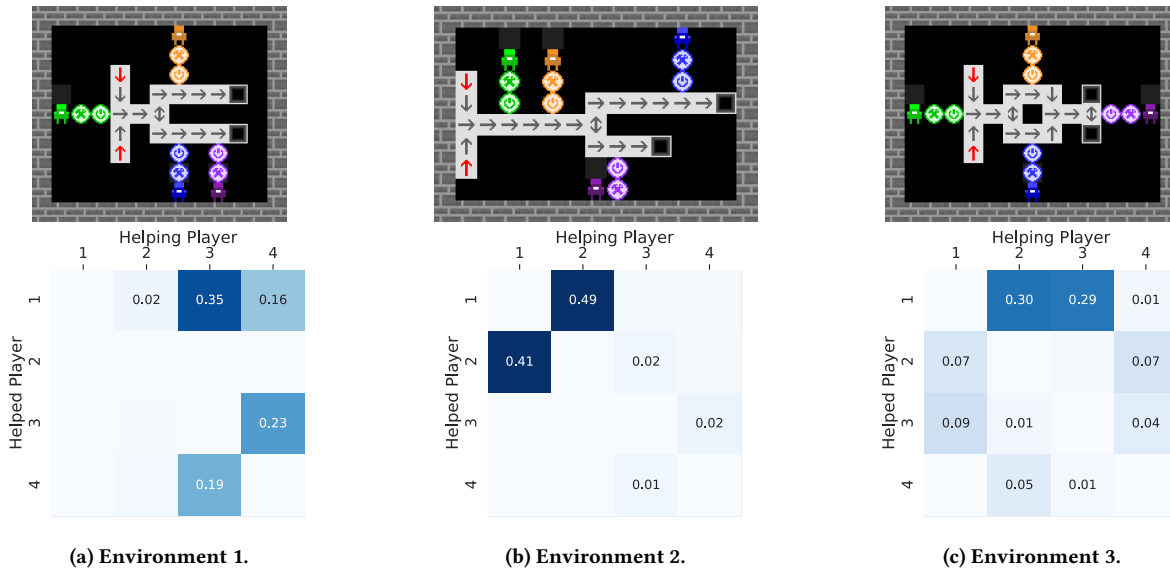 Helping Player
1 2 3 4
Helped Player
1 0.02 0.35 0.16
2
3 0.23
4 0.19
(a) Environment 1.
Helping Player
1 2 3 4
Helped Player
1 0.49
2 0.41 0.02
3 0.02
4 0.01
(b) Environment 2.
Helping Player
1 2 3 4
Helped Player
1 0.30 0.29 0.01
2 0.07 0.07
3 0.09 0.01 0.04
4 0.05 0.01
(c) Environment 3.